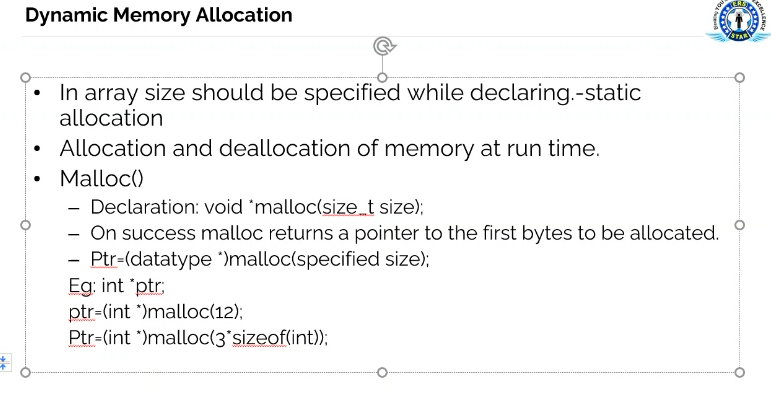 Dynamic Memory Allocation
• In array size should be specified while declaring.-static
allocation
• Allocation and deallocation of memory at run time.
• Malloc()
– Declaration: void *malloc(size_t size);
– On success malloc returns a pointer to the first bytes to be allocated.
– Ptr=(datatype *)malloc(specified size);
Eg: int *ptr;
ptr=(int *)malloc(12);
Ptr=(int *)malloc(3*sizeof(int));